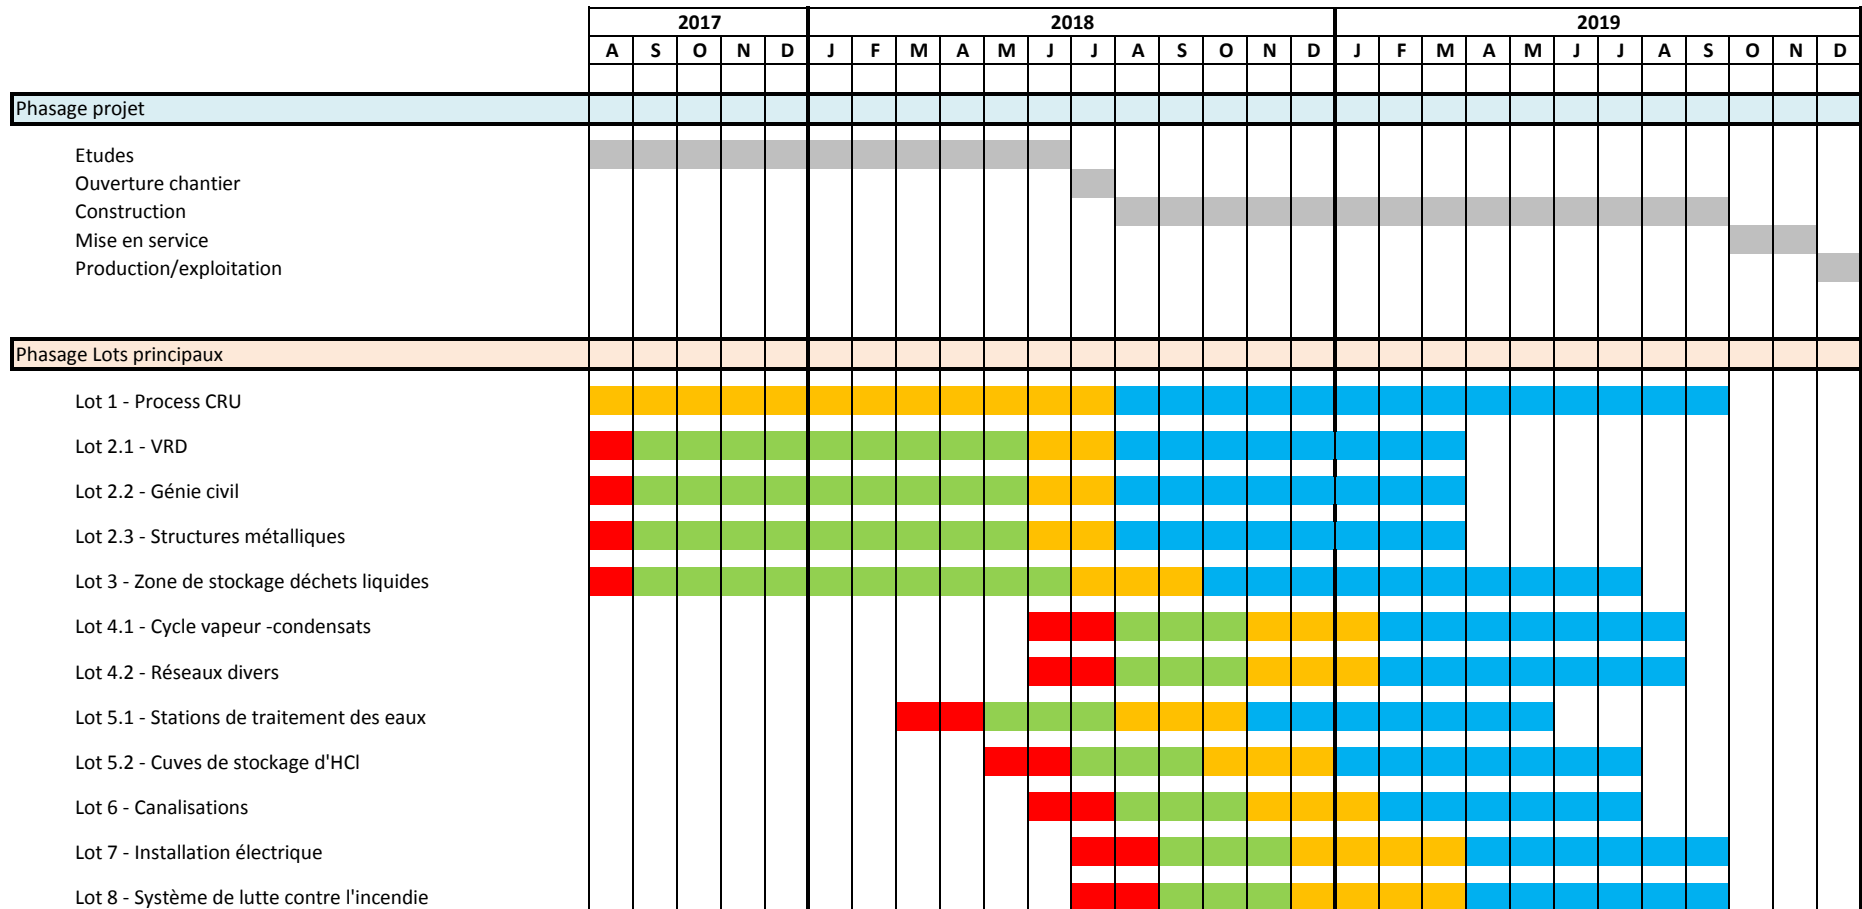 2017 2018 2019
A S O N D J F M A M J J A S O N D J F M A M J J A S O N D
Phasage projet
Etudes
Ouverture chantier
Construction
Mise en service
Production/exploitation
Phasage Lots principaux
Lot 1 - Process CRU
Lot 2.1 - VRD
Lot 2.2 - Génie civil
Lot 2.3 - Structures métalliques
Lot 3 - Zone de stockage déchets liquides
Lot 4.1 - Cycle vapeur -condensats
Lot 4.2 - Réseaux divers
Lot 5.1 - Stations de traitement des eaux
Lot 5.2 - Cuves de stockage d'HCl
Lot 6 - Canalisations
Lot 7 - Installation électrique
Lot 8 - Système de lutte contre l'incendie